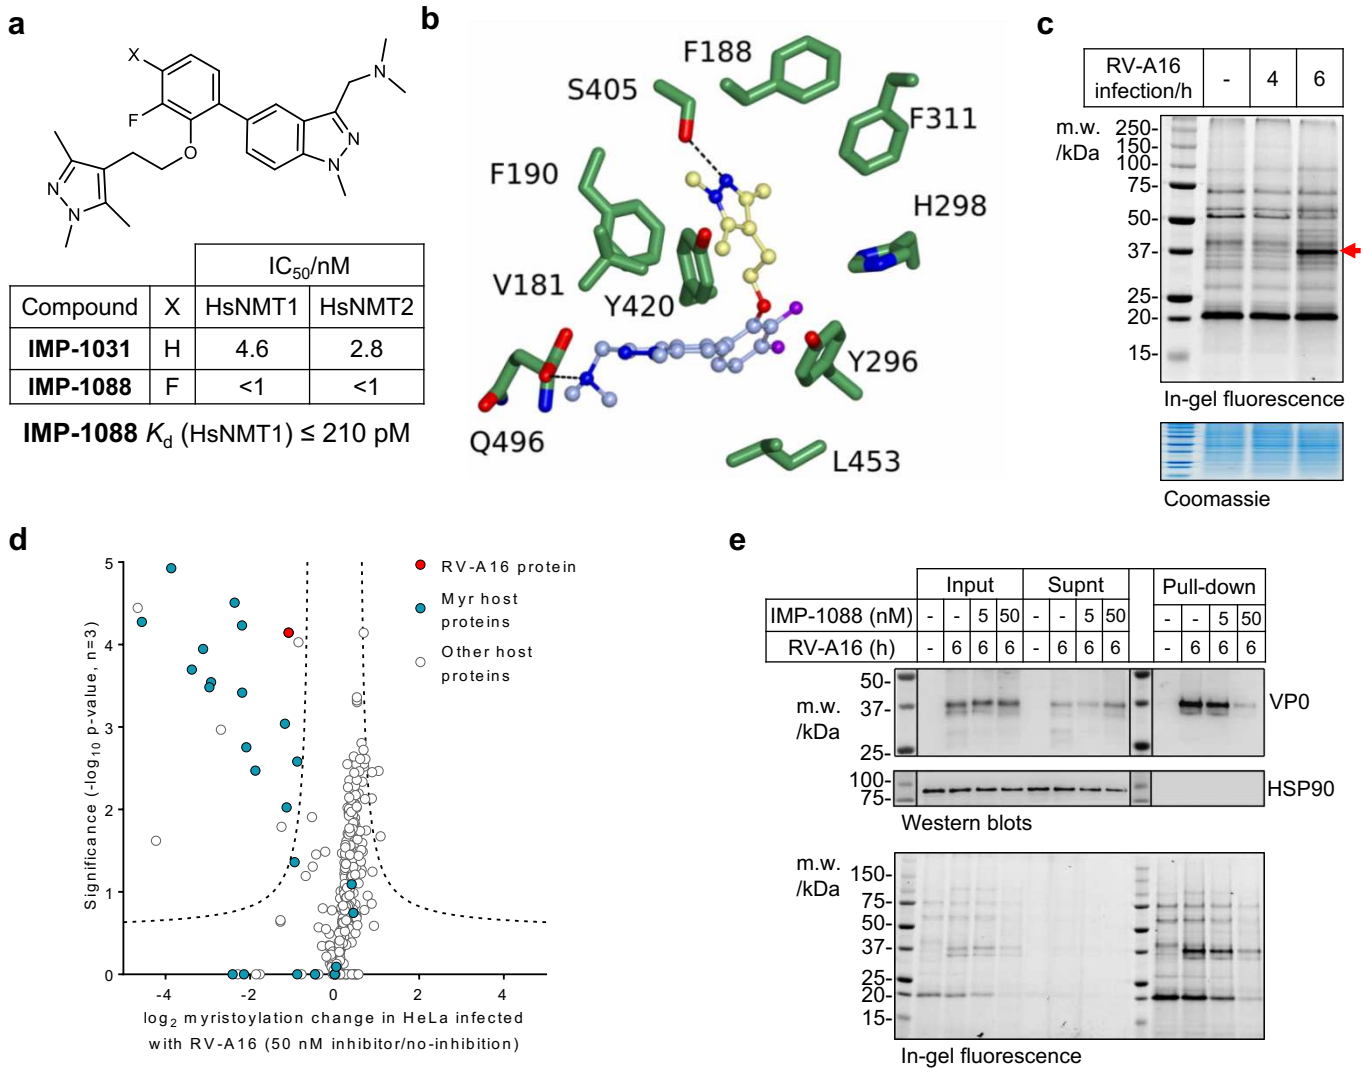 a
X
F
O
N
N
N
N
N
IC50/nM
Compound X HsNMT1 HsNMT2
IMP-1031 H 4.6 2.8
IMP-1088 F <1 <1
IMP-1088 Kd (HsNMT1) ≤ 210 pM
b
F188
S405
F311
F190
H298
V181
Y420
Y296
Q496
L453
c
RV-A16 infection/h - 4 6
m.w. /kDa
250-
150-
100-
75-
50-
37-
25-
20-
15-
In-gel fluorescence
Coomassie
d
Significance (-log10 p-value, n=3)
5
4
3
2
1
0
-4 -2 0 2 4
log2 myristoylation change in HeLa infected
with RV-A16 (50 nM inhibitor/no-inhibition)
RV-A16 protein
Myr host
proteins
Other host
proteins
e
Input Supnt Pull-down
IMP-1088 (nM) - - 5 50 - - 5 50 - - 5 50
RV-A16 (h) - 6 6 6 - 6 6 6 - 6 6 6
m.w.
/kDa
50-
37-
25-
VP0
100-
75-
HSP90
Western blots
m.w.
/kDa
150-
75-
50-
37-
25-
20-
15-
In-gel fluorescence